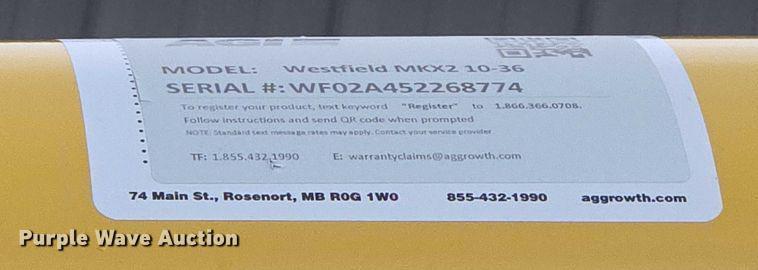 AGI
MODEL: Westfield MKX2 10-36
SERIAL #: WF02A452268774
To register your product, text keyword "Register" to 1.866.366.0708.
Follow instructions and send QR code when prompted
NOTE: Standard text message rates may apply. Contact your service provider
TF: 1.855.432.1990 E: warrantyclaims@aggrowth.com
74 Main St., Rosenort, MB R0G 1W0 855-432-1990 aggrowth.com
Purple Wave Auction